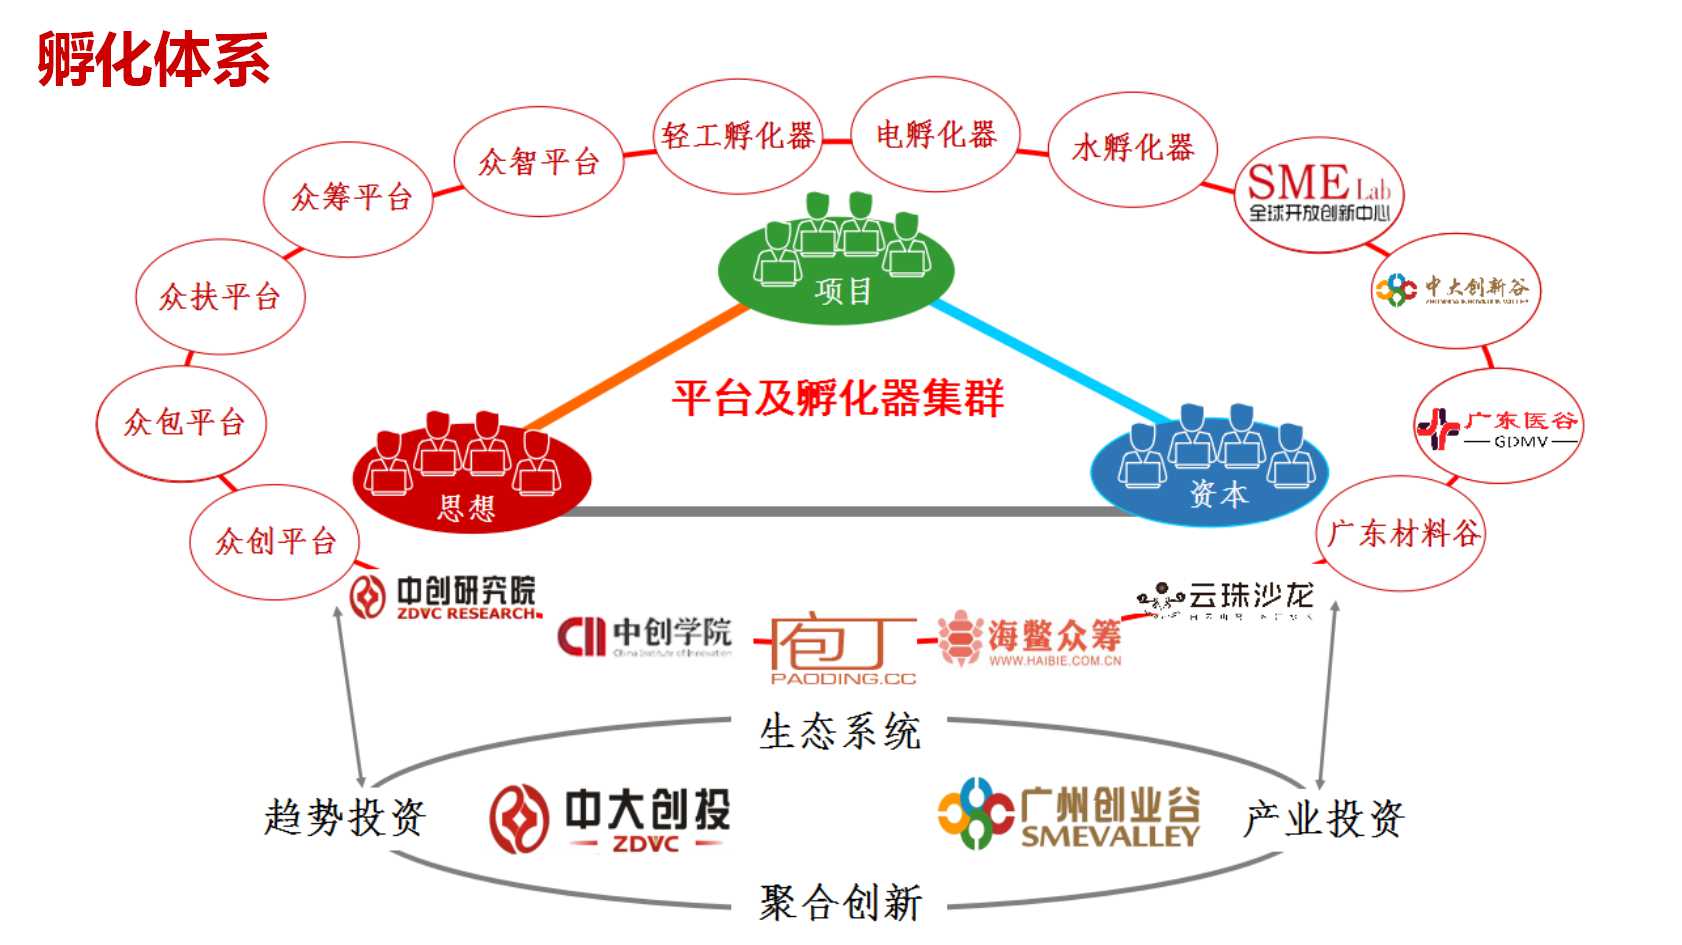 孵化体系
轻工孵化器
电孵化器
水孵化器
众智平台
众筹平台
SME Lab
全球开放创新中心
众扶平台
中大创新谷
项目
众包平台
平台及孵化器集群
广东医谷
GDMV
思想
资本
众创平台
广东材料谷
中创研究院
ZDVC RESEARCH
中创学院
China Institute of Innovation
庖丁
PAODING.CC
海鳖众筹
WWW.HAIBIE.COM.CN
云珠沙龙
生态系统
趋势投资
中大创投
ZDVC
广州创业谷
SMEVALLEY
产业投资
聚合创新